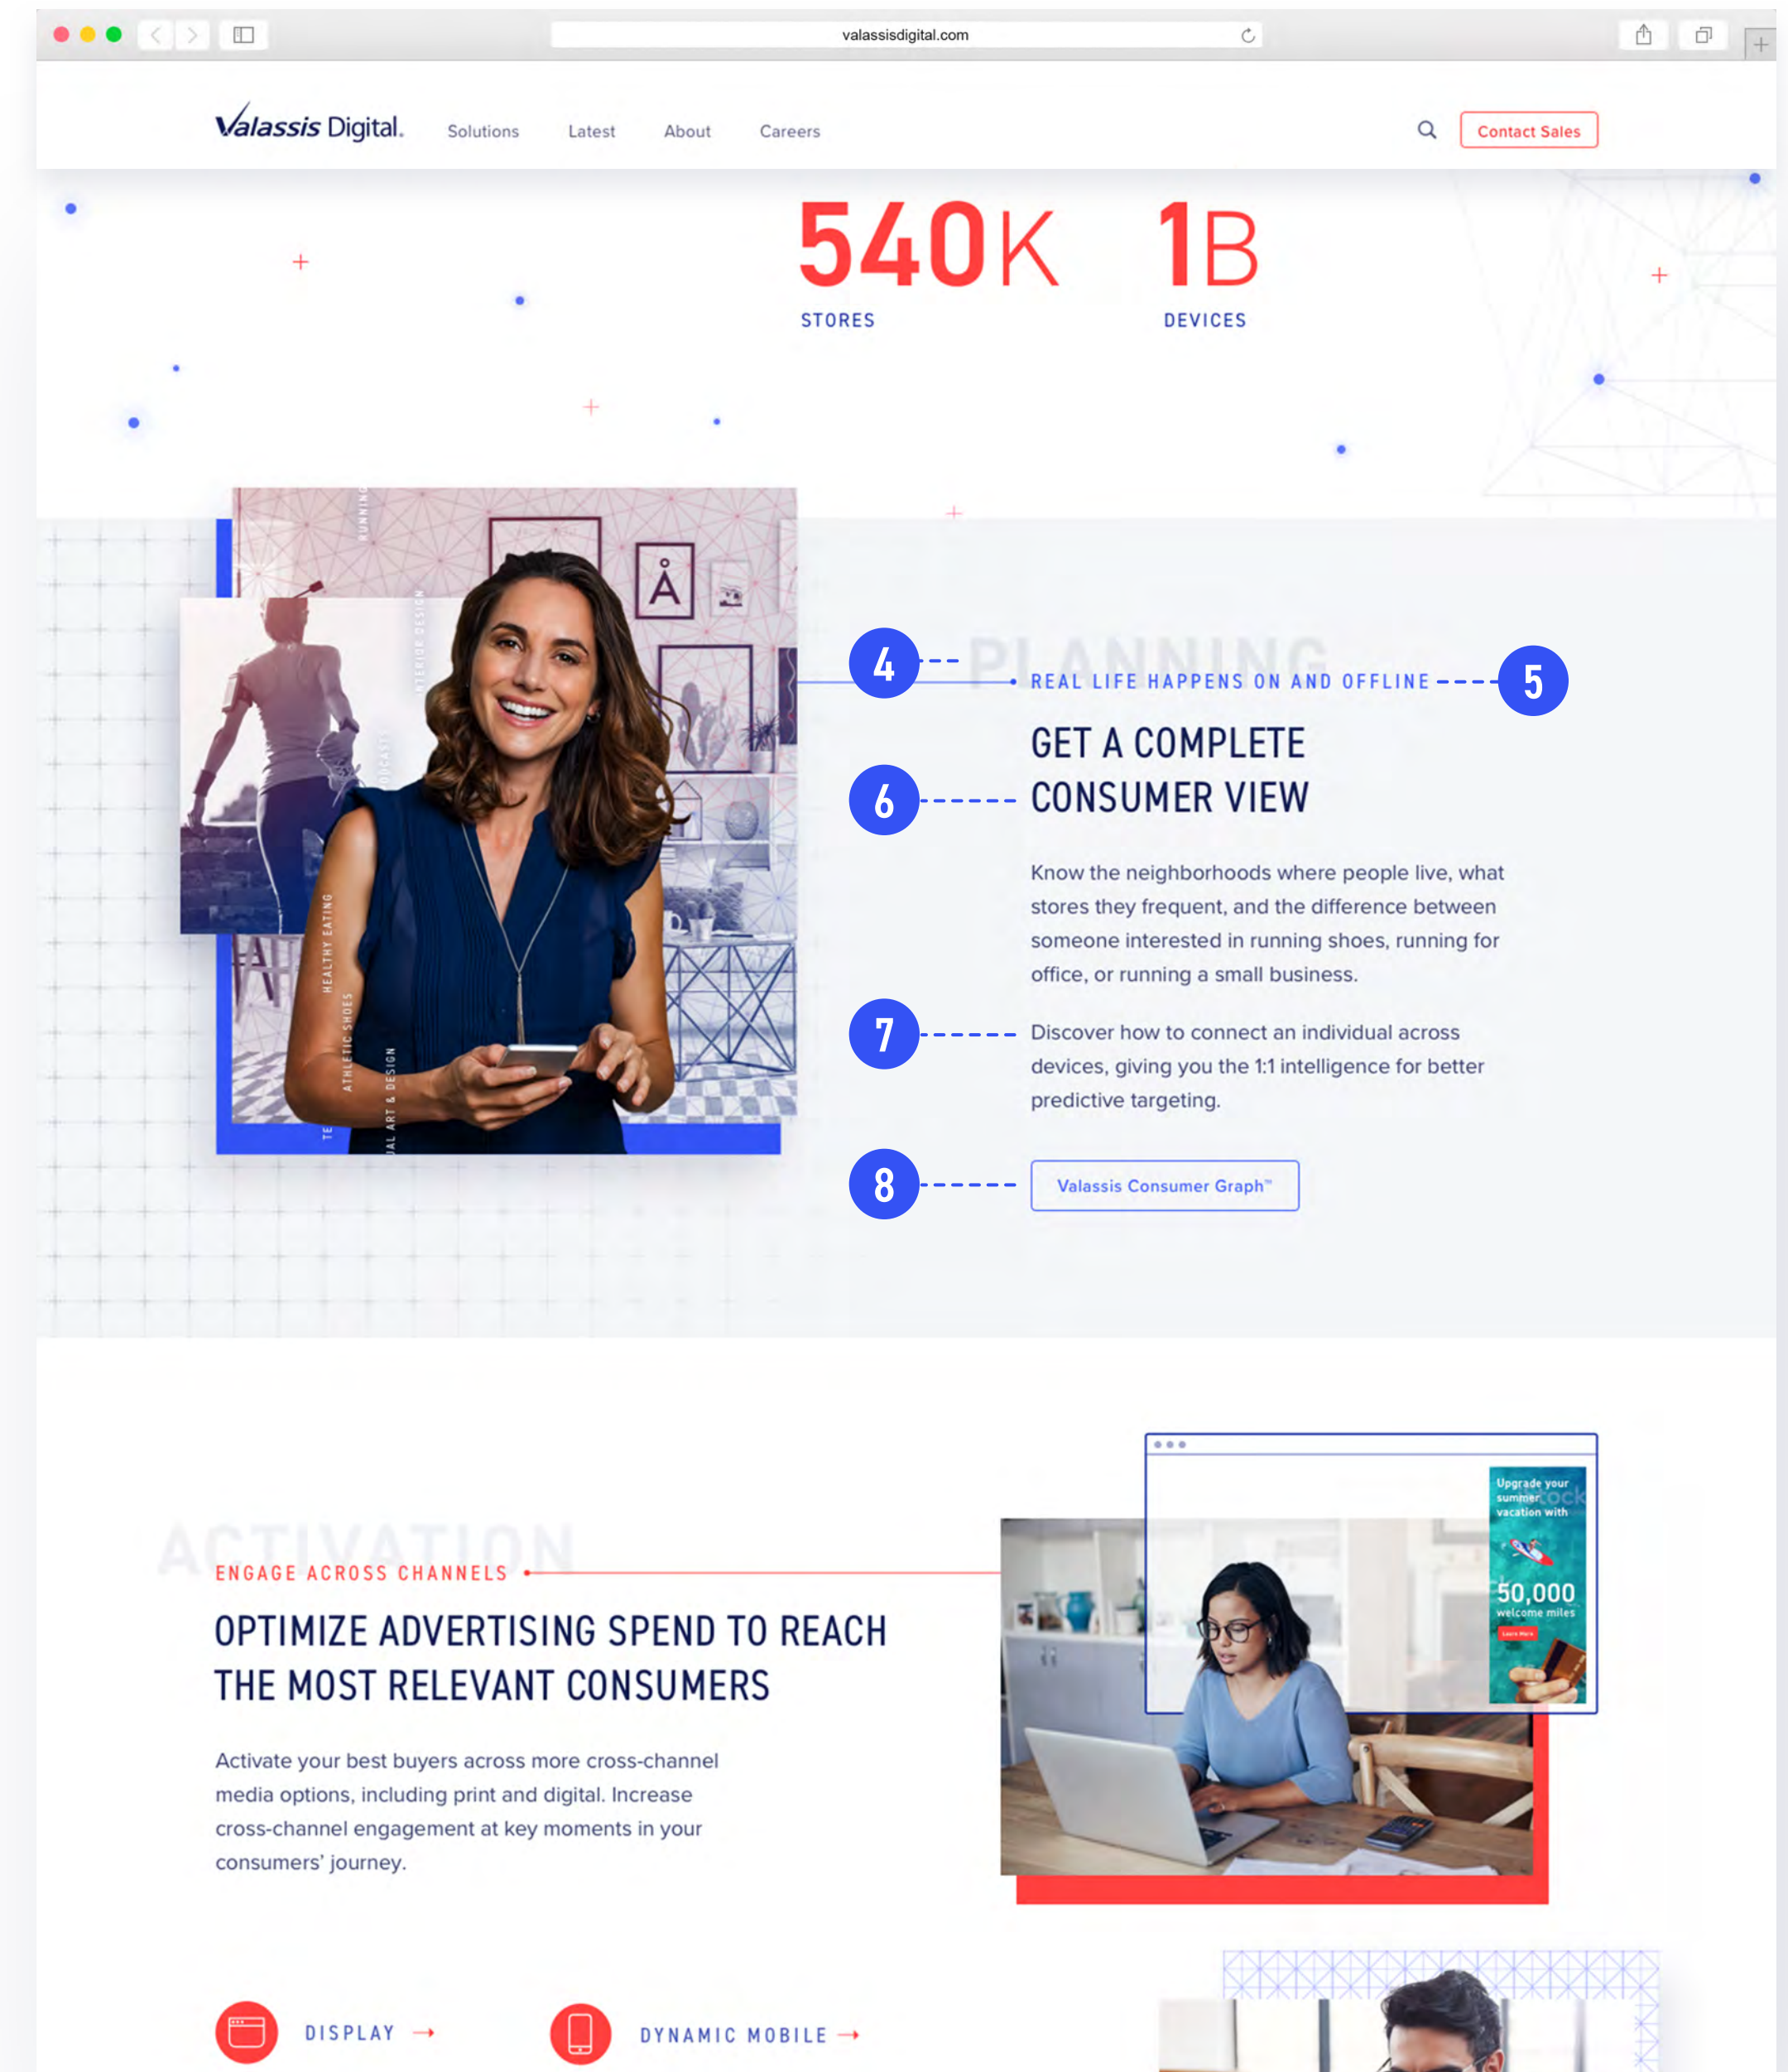 valassisdigital.com
Valassis Digital.
Solutions
Latest
About
Careers
Contact Sales
540K
1B
STORES
DEVICES
RUNNING
INTERIOR DESIGN
Å
HEALTHY EATING
ATHLETIC SHOES
& DESIGN
4
PLANNING
REAL LIFE HAPPENS ON AND OFFLINE
5
GET A COMPLETE
6
CONSUMER VIEW
Know the neighborhoods where people live, what
stores they frequent, and the difference between
someone interested in running shoes, running for
office, or running a small business.
7
Discover how to connect an individual across
devices, giving you the 1:1 intelligence for better
predictive targeting.
8
Valassis Consumer Graph™
ACTIVATION
ENGAGE ACROSS CHANNELS
OPTIMIZE ADVERTISING SPEND TO REACH
THE MOST RELEVANT CONSUMERS
Activate your best buyers across more cross-channel
media options, including print and digital. Increase
cross-channel engagement at key moments in your
consumers’ journey.
Upgrade your
summer
vacation with
50,000
welcome miles
Learn More
DISPLAY
DYNAMIC MOBILE